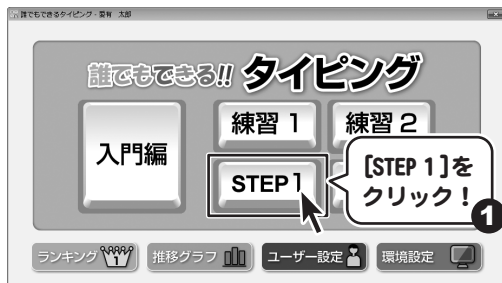 誰でもできるタイピング - 富有 太郎
誰でもできる!! タイピング
入門編
練習 1
練習 2
STEP 1
[STEP 1]を
クリック！
1
ランキング
1
推移グラフ
ユーザー設定
環境設定